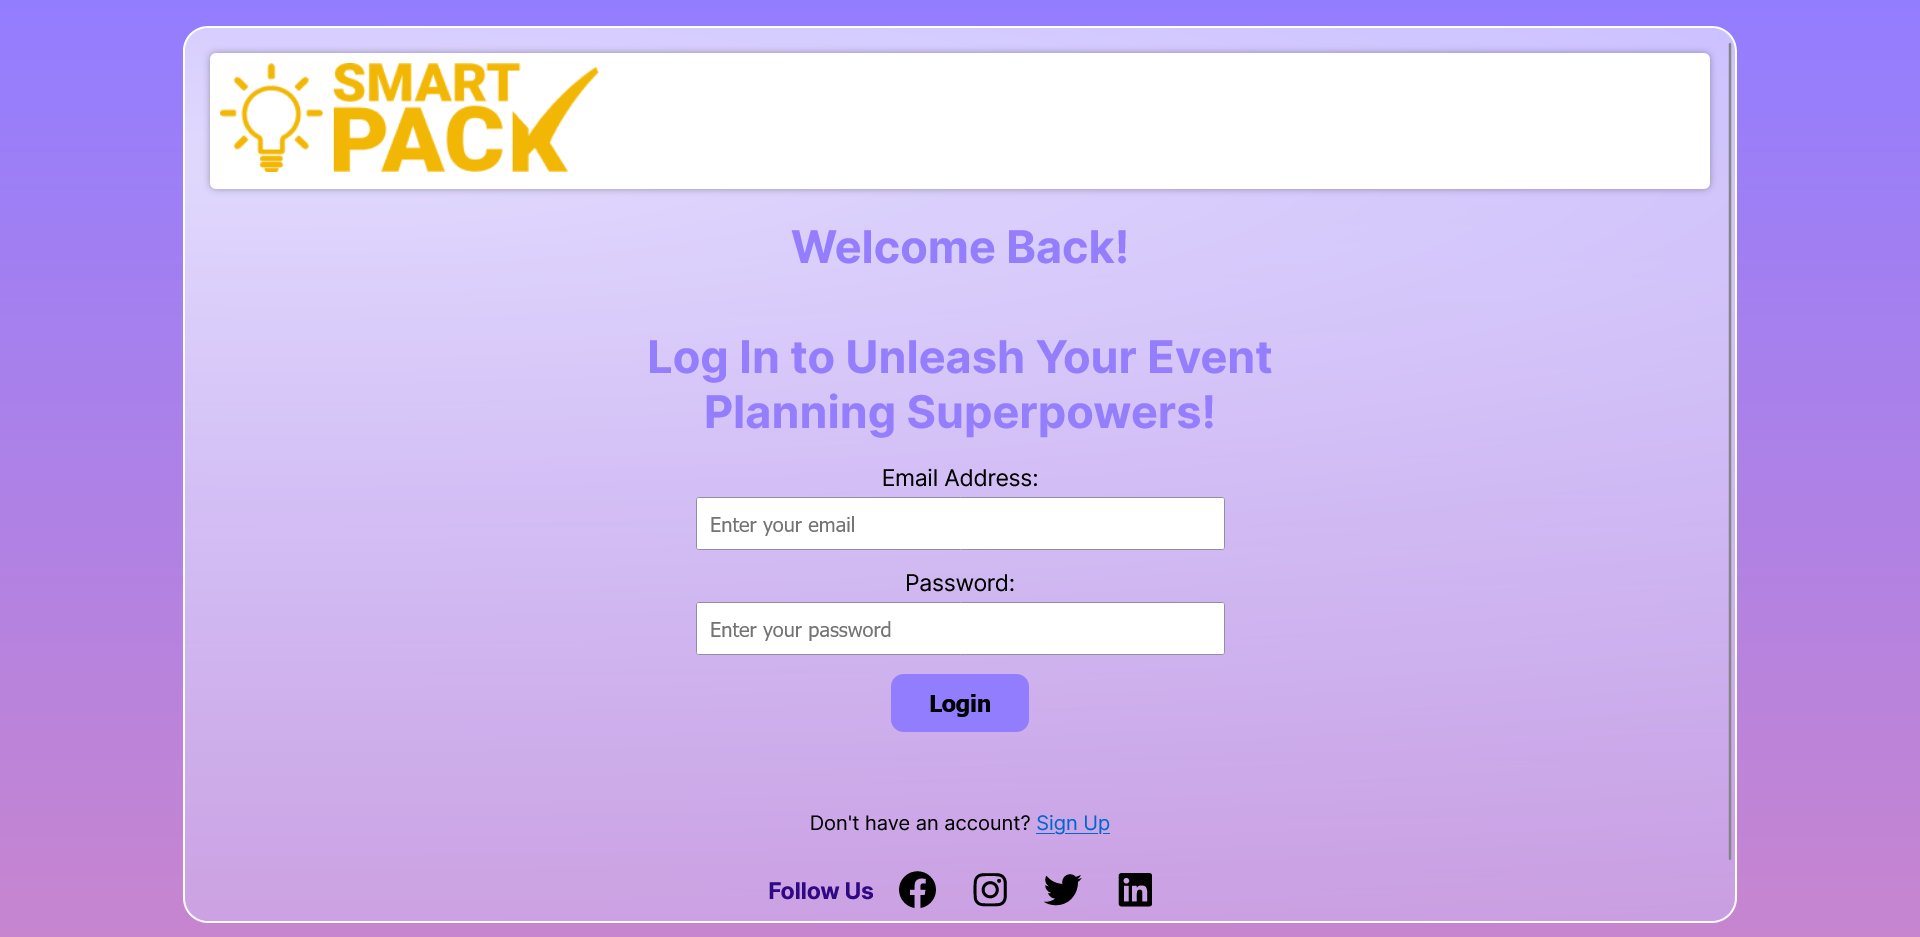 SMART
PACK
Welcome Back!
Log In to Unleash Your Event
Planning Superpowers!
Email Address:
Enter your email
Password:
Enter your password
Login
Don't have an account? Sign Up
Follow Us